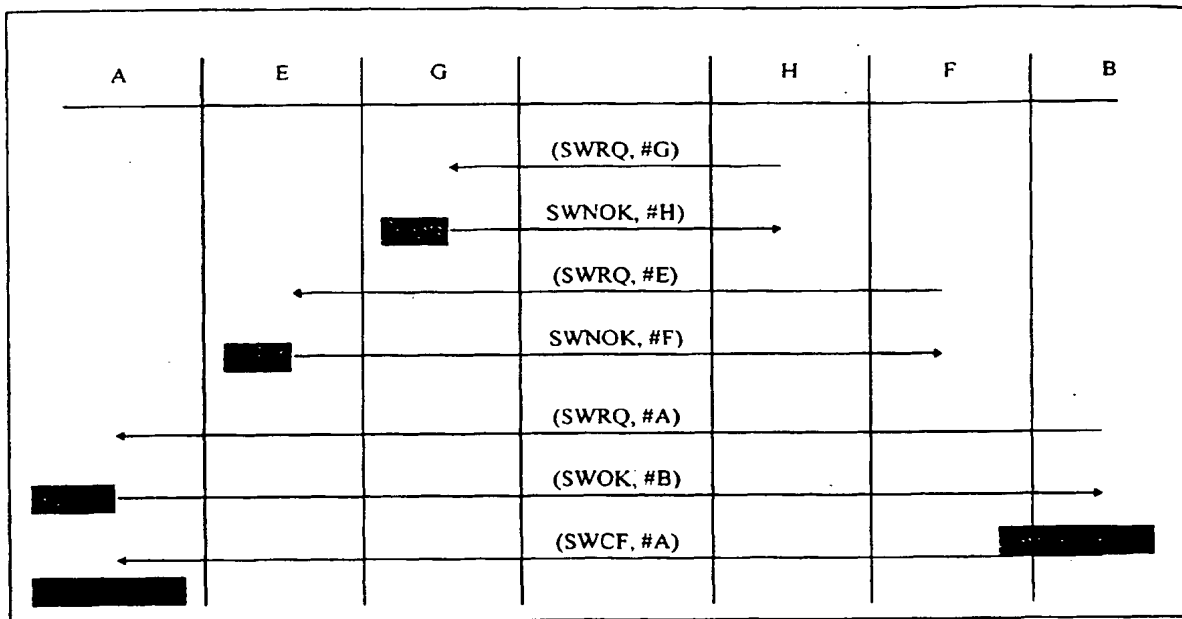 A E G H F B
(SWRQ, #G)
SWNOK, #H)
(SWRQ, #E)
SWNOK, #F)
(SWRQ, #A)
(SWOK, #B)
(SWCF, #A)